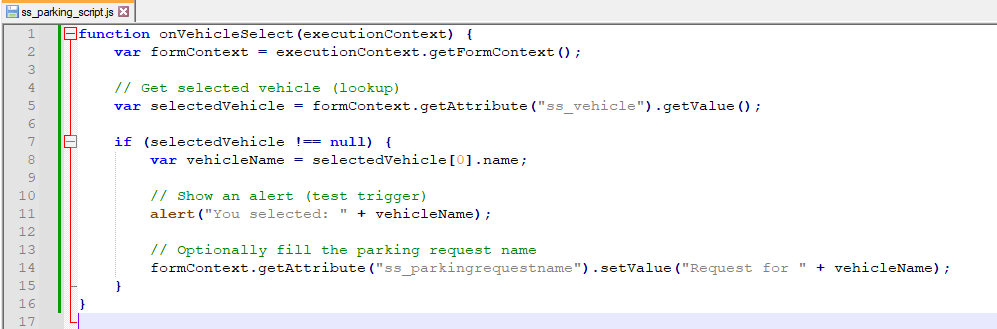 ss_parking_script.js
1 function onVehicleSelect(executionContext) {
2     var formContext = executionContext.getFormContext();
3
4     // Get selected vehicle (lookup)
5     var selectedVehicle = formContext.getAttribute("ss_vehicle").getValue();
6
7     if (selectedVehicle !== null) {
8         var vehicleName = selectedVehicle[0].name;
9
10         // Show an alert (test trigger)
11         alert("You selected: " + vehicleName);
12
13         // Optionally fill the parking request name
14         formContext.getAttribute("ss_parkingrequestname").setValue("Request for " + vehicleName);
15     }
16 }
17